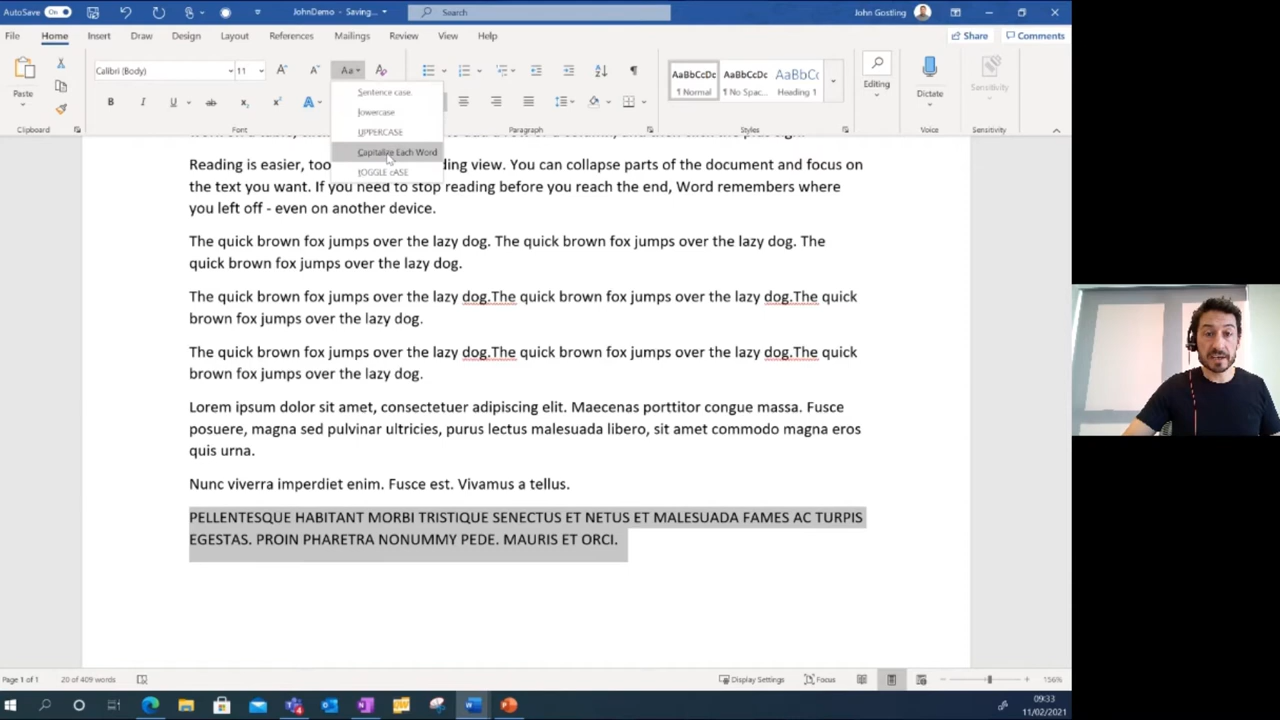 AutoSave On JohnDemo - Saving... Search John Gostling
File Home Insert Draw Design Layout References Mailings Review View Help Share Comments
Calibri (Body) 11 Aa
Paste
AaBbCcDc AaBbCcDc AaBbCc
1 Normal 1 No Spac... Heading 1
Editing Dictate Sensitivity
Clipboard Font Paragraph Styles Voice Sensitivity
Sentence case.
lowercase
UPPERCASE
Capitalize Each Word
tOGGLE cASE
Reading is easier, too ding view. You can collapse parts of the document and focus on
the text you want. If you need to stop reading before you reach the end, Word remembers where
you left off - even on another device.
The quick brown fox jumps over the lazy dog. The quick brown fox jumps over the lazy dog. The
quick brown fox jumps over the lazy dog.
The quick brown fox jumps over the lazy dog.The quick brown fox jumps over the lazy dog.The quick
brown fox jumps over the lazy dog.
The quick brown fox jumps over the lazy dog.The quick brown fox jumps over the lazy dog.The quick
brown fox jumps over the lazy dog.
Lorem ipsum dolor sit amet, consectetuer adipiscing elit. Maecenas porttitor congue massa. Fusce
posuere, magna sed pulvinar ultricies, purus lectus malesuada libero, sit amet commodo magna eros
quis urna.
Nunc viverra imperdiet enim. Fusce est. Vivamus a tellus.
PELLENTESQUE HABITANT MORBI TRISTIQUE SENECTUS ET NETUS ET MALESUADA FAMES AC TURPIS
EGESTAS. PROIN PHARETRA NONUMMY PEDE. MAURIS ET ORCI.
Page 1 of 1 20 of 409 words Display Settings Focus 156%
09:33
11/02/2021